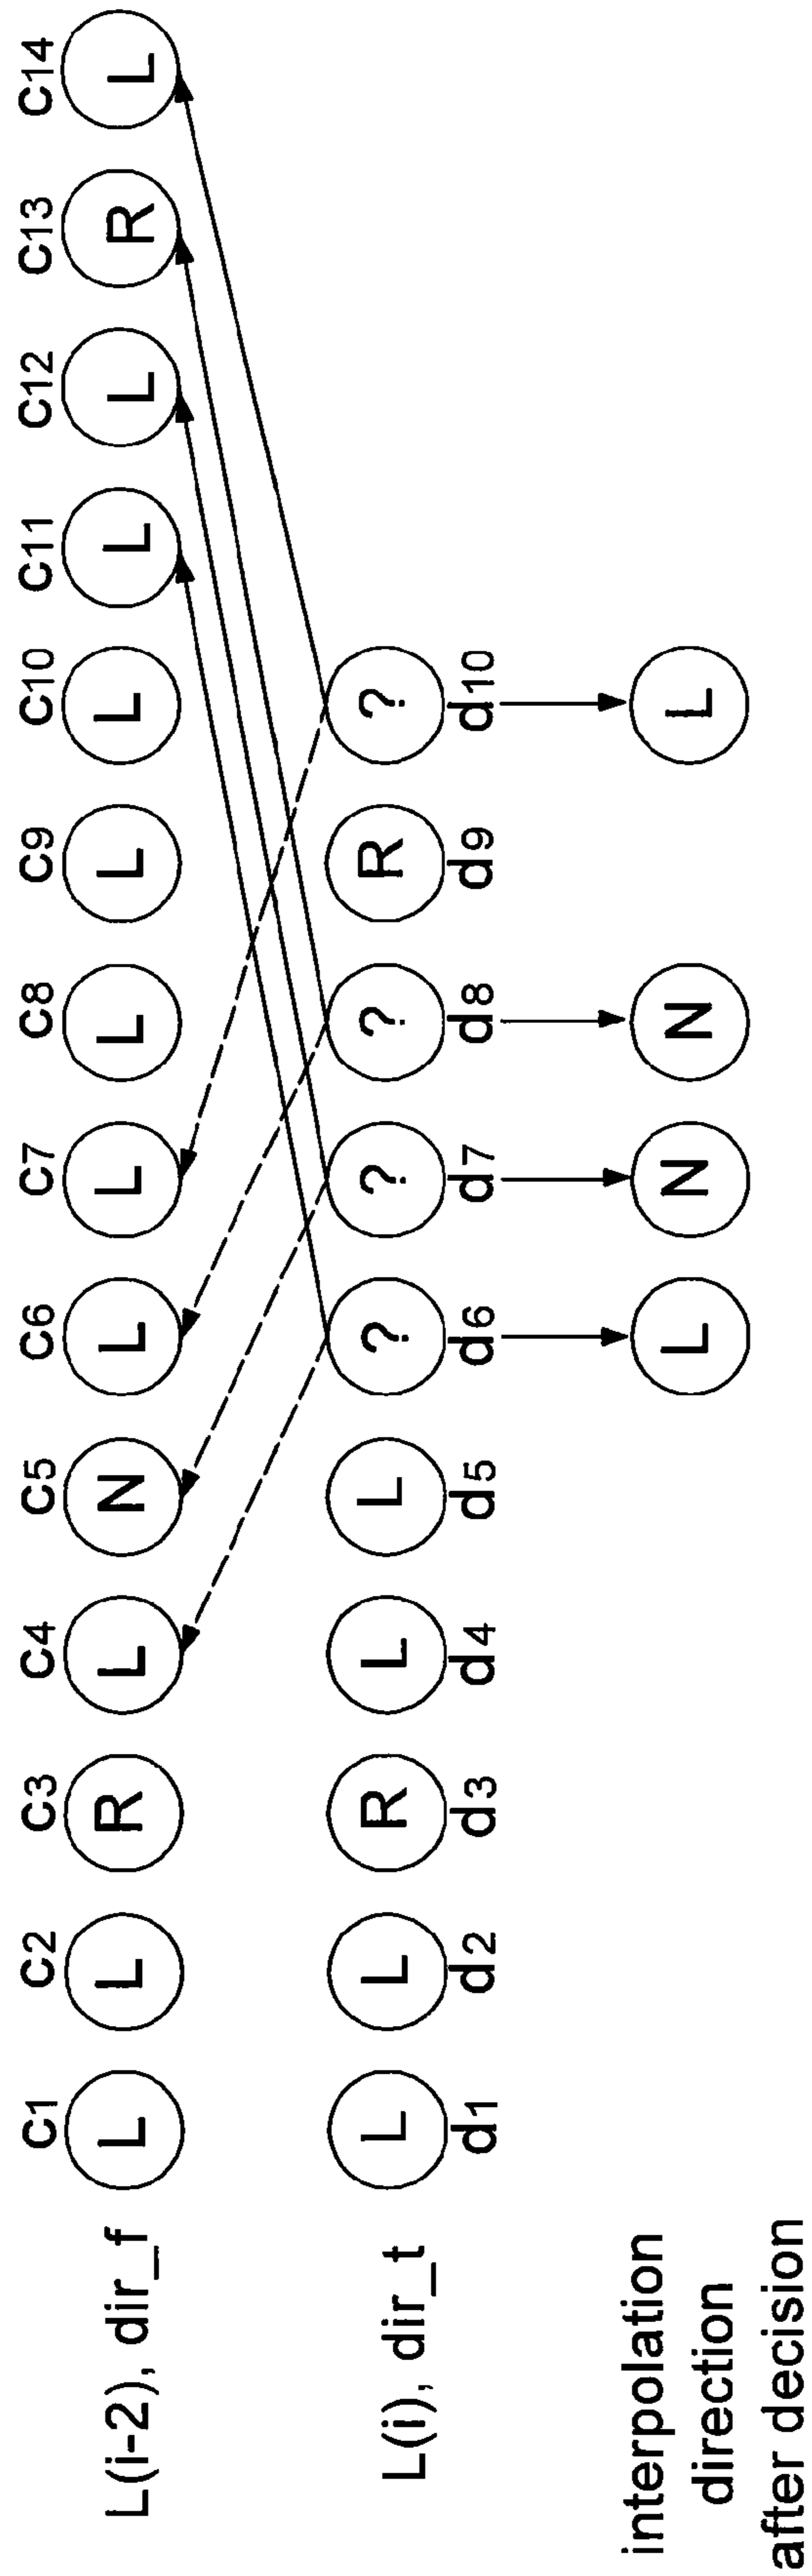 C1 C2 C3 C4 C5 C6 C7 C8 C9 C10 C11 C12 C13 C14
L(i-2), dir_f L L R L N L L L L L L L R L
L(i), dir_t L L R L L ? ? ? R ?
d1 d2 d3 d4 d5 d6 d7 d8 d9 d10
interpolation
direction
after decision
L N N L